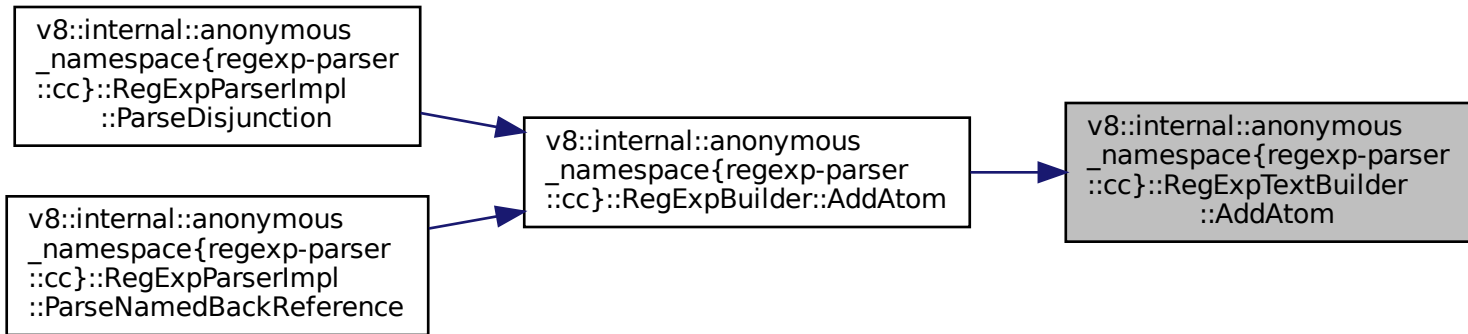 v8::internal::anonymous
_namespace{regexp-parser
::cc}::RegExpParserImpl
::ParseDisjunction
v8::internal::anonymous
_namespace{regexp-parser
::cc}::RegExpParserImpl
::ParseNamedBackReference
v8::internal::anonymous
_namespace{regexp-parser
::cc}::RegExpBuilder::AddAtom
v8::internal::anonymous
_namespace{regexp-parser
::cc}::RegExpTextBuilder
::AddAtom